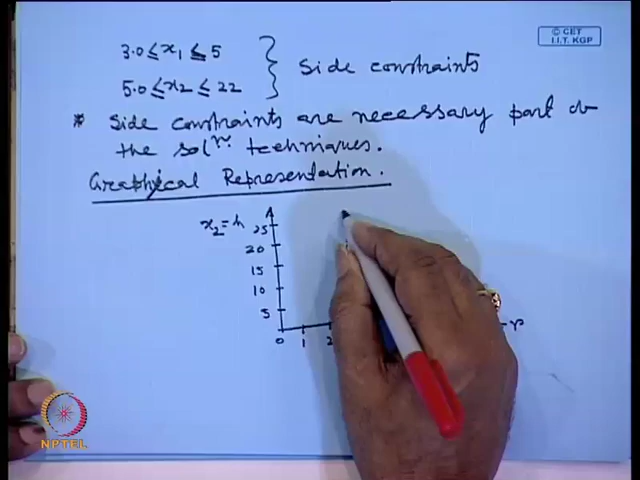 © CET
I.I.T. KGP
3.0 ≤ x₁ ≤ 5
5.0 ≤ x₂ ≤ 22
} Side constraints
* Side constraints are necessary part
the solⁿ techniques.
Graphical Representation.
x₂ = h
25
20
15
10
5
0 1 2
NPTEL